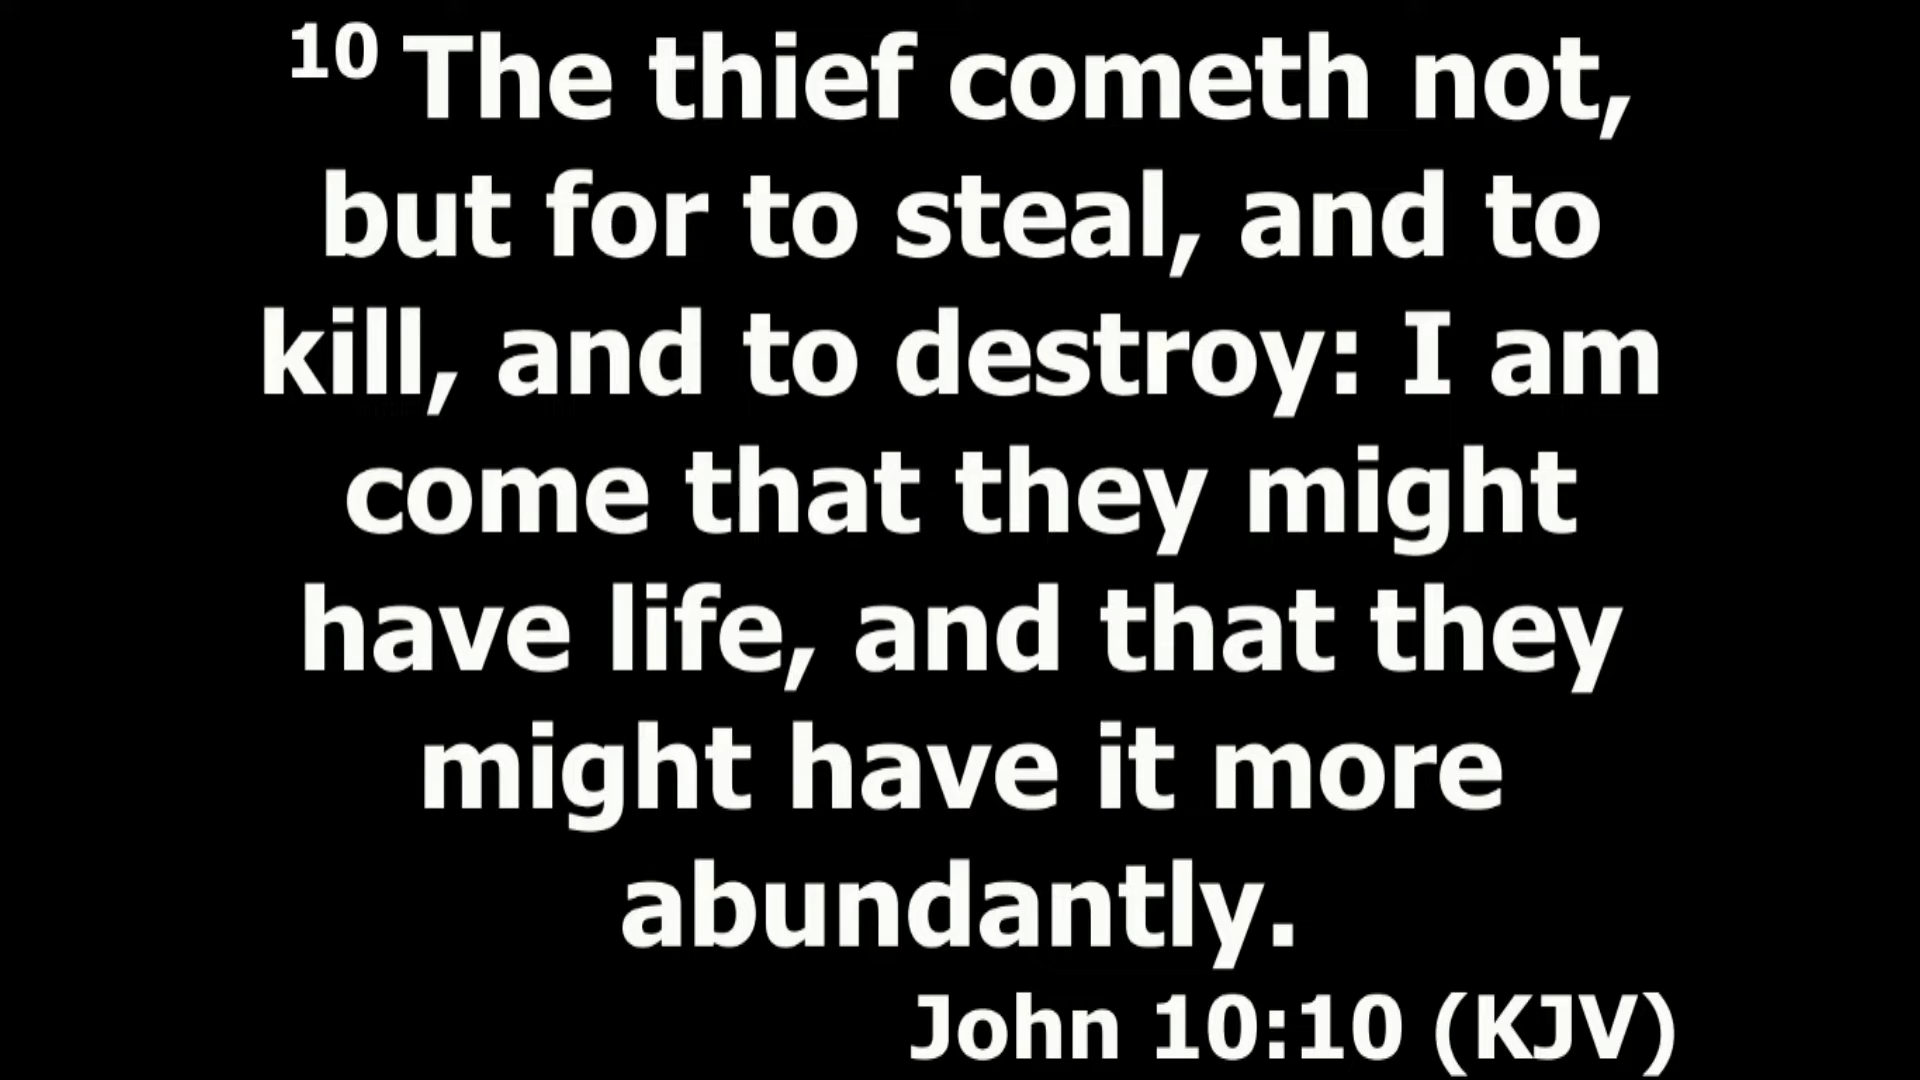 10 The thief cometh not,
but for to steal, and to
kill, and to destroy: I am
come that they might
have life, and that they
might have it more
abundantly.
John 10:10 (KJV)